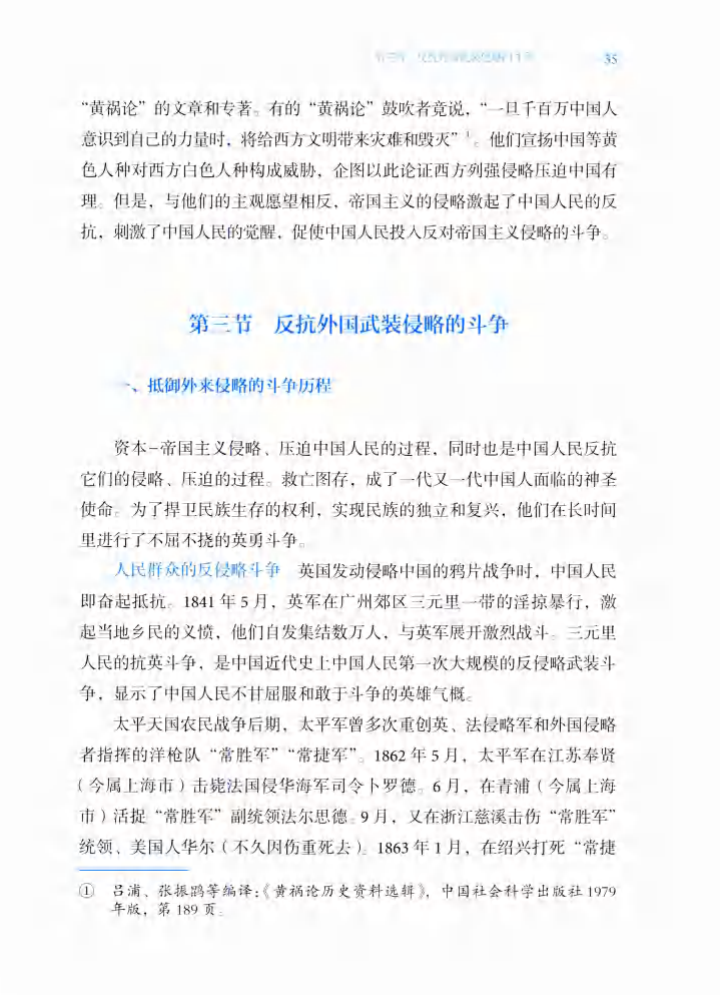 35
“黄祸论”的文章和专著。有的“黄祸论”鼓吹者竟说，“一旦千百万中国人
意识到自己的力量时，将给西方文明带来灾难和毁灭”①。他们宣扬中国等黄
色人种对西方白色人种构成威胁，企图以此论证西方列强侵略压迫中国有
理。但是，与他们的主观愿望相反，帝国主义的侵略激起了中国人民的反
抗，刺激了中国人民的觉醒，促使中国人民投入反对帝国主义侵略的斗争。
第三节 反抗外国武装侵略的斗争
一、抵御外来侵略的斗争历程
资本—帝国主义侵略、压迫中国人民的过程，同时也是中国人民反抗
它们的侵略、压迫的过程。救亡图存，成了一代又一代中国人面临的神圣
使命。为了捍卫民族生存的权利，实现民族的独立和复兴，他们在长时间
里进行了不屈不挠的英勇斗争。
人民群众的反侵略斗争 英国发动侵略中国的鸦片战争时，中国人民
即奋起抵抗。1841 年 5 月，英军在广州郊区三元里一带的淫掠暴行，激
起当地乡民的义愤，他们自发集结数万人，与英军展开激烈战斗。三元里
人民的抗英斗争，是中国近代史上中国人民第一次大规模的反侵略武装斗
争，显示了中国人民不甘屈服和敢于斗争的英雄气概。
太平天国农民战争后期，太平军曾多次重创英、法侵略军和外国侵略
者指挥的洋枪队“常胜军”“常捷军”。1862 年 5 月，太平军在江苏奉贤
（今属上海市）击毙法国侵华海军司令卜罗德。6 月，在青浦（今属上海
市）活捉“常胜军”副统领法尔思德。9 月，又在浙江慈溪击伤“常胜军”
统领、美国人华尔（不久因伤重死去）。1863 年 1 月，在绍兴打死“常捷
① 吕浦、张振鹍等编译：《黄祸论历史资料选辑》，中国社会科学出版社 1979
年版，第 189 页。